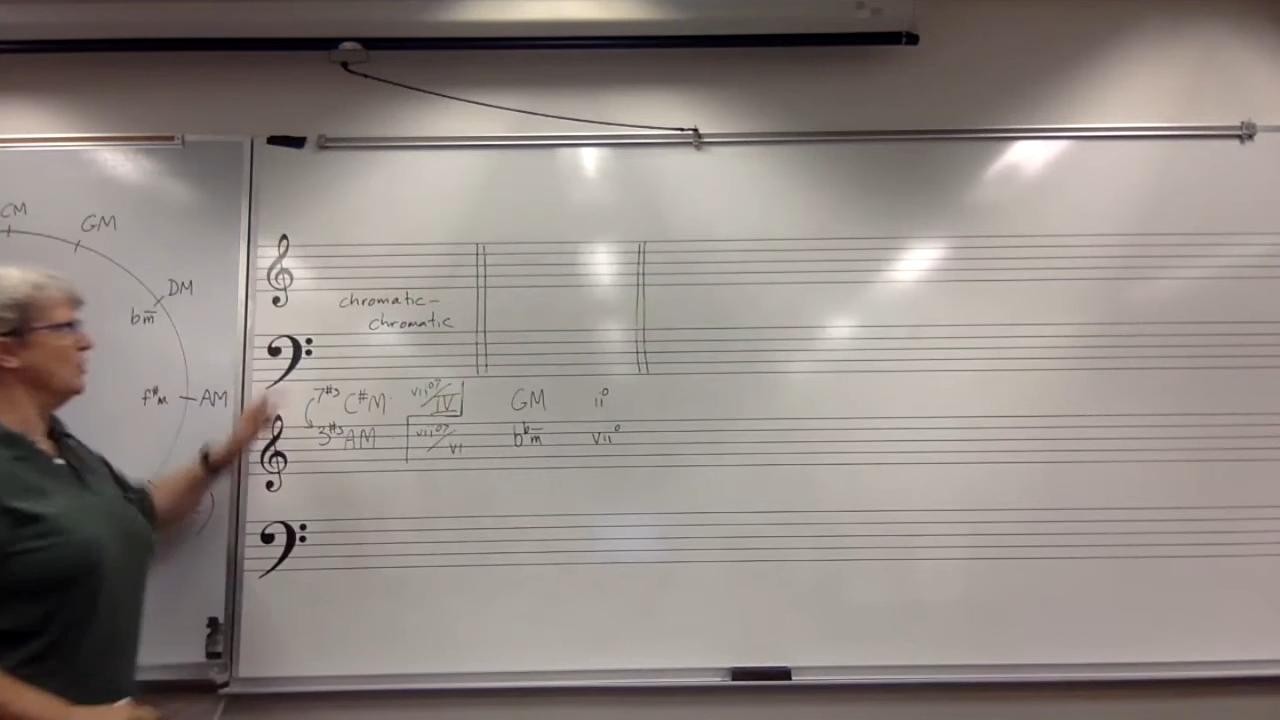 CM
GM
DM
bm
f#m
AM
chromatic-
chromatic
7#s C#M vii°7/IV
3#s AM vii°7/vi
GM ii°
b♭m vii°